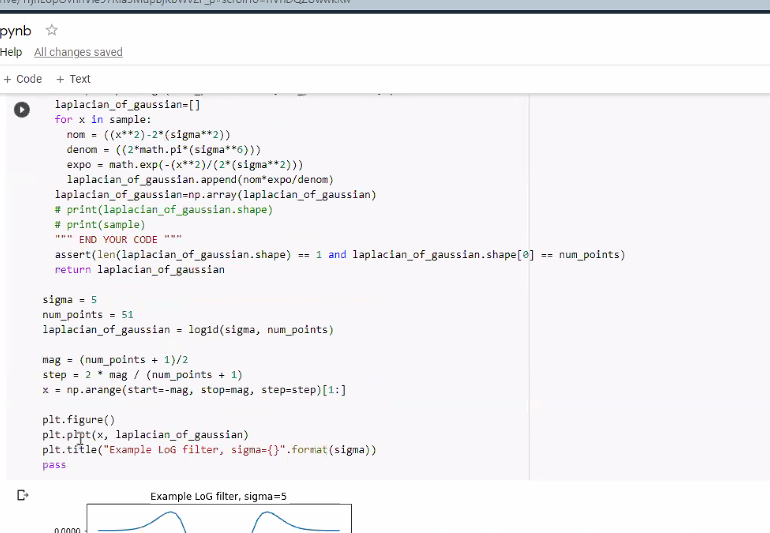 pynb
Help All changes saved
+ Code + Text
laplacian_of_gaussian=[]
for x in sample:
nom = ((x**2)-2*(sigma**2))
denom = ((2*math.pi*(sigma**6)))
expo = math.exp(-(x**2)/(2*(sigma**2)))
laplacian_of_gaussian.append(nom*expo/denom)
laplacian_of_gaussian=np.array(laplacian_of_gaussian)
# print(laplacian_of_gaussian.shape)
# print(sample)
""" END YOUR CODE """
assert(len(laplacian_of_gaussian.shape) == 1 and laplacian_of_gaussian.shape[0] == num_points)
return laplacian_of_gaussian
sigma = 5
num_points = 51
laplacian_of_gaussian = log1d(sigma, num_points)
mag = (num_points + 1)/2
step = 2 * mag / (num_points + 1)
x = np.arange(start=-mag, stop=mag, step=step)[1:]
plt.figure()
plt.plot(x, laplacian_of_gaussian)
plt.title("Example LoG filter, sigma={}".format(sigma))
pass
Example LoG filter, sigma=5
0.0000